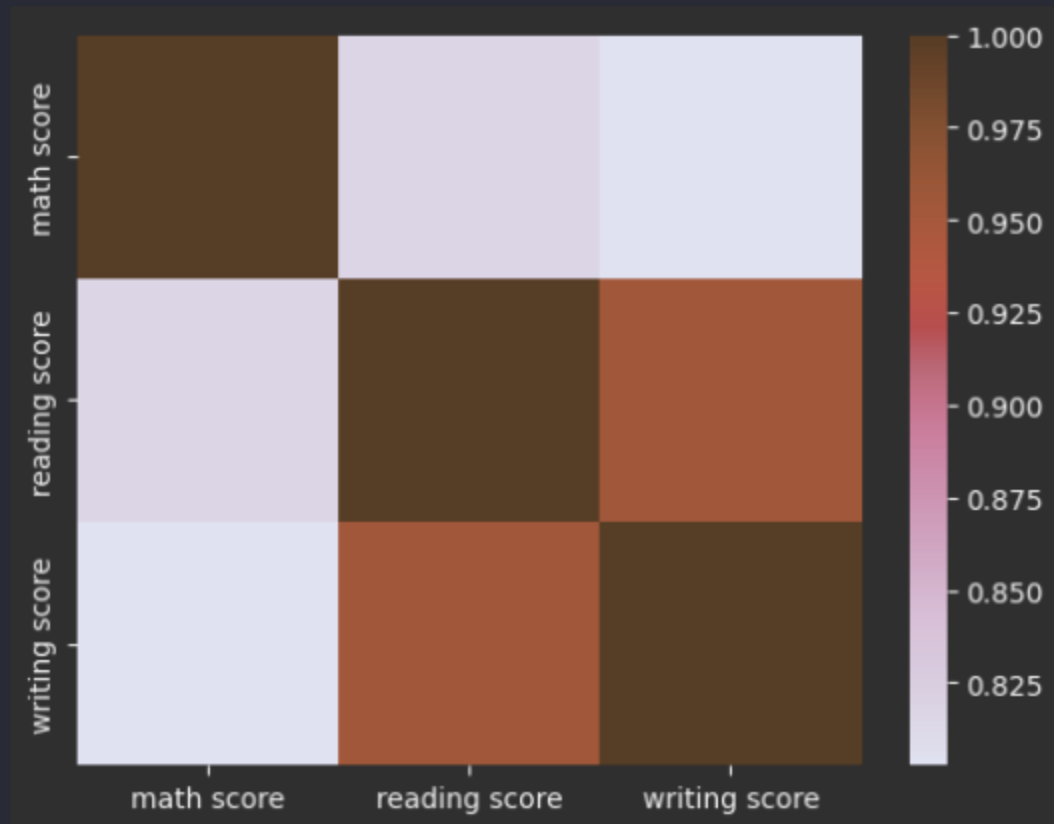 math score
reading score
writing score
math score
reading score
writing score
1.000
0.975
0.950
0.925
0.900
0.875
0.850
0.825